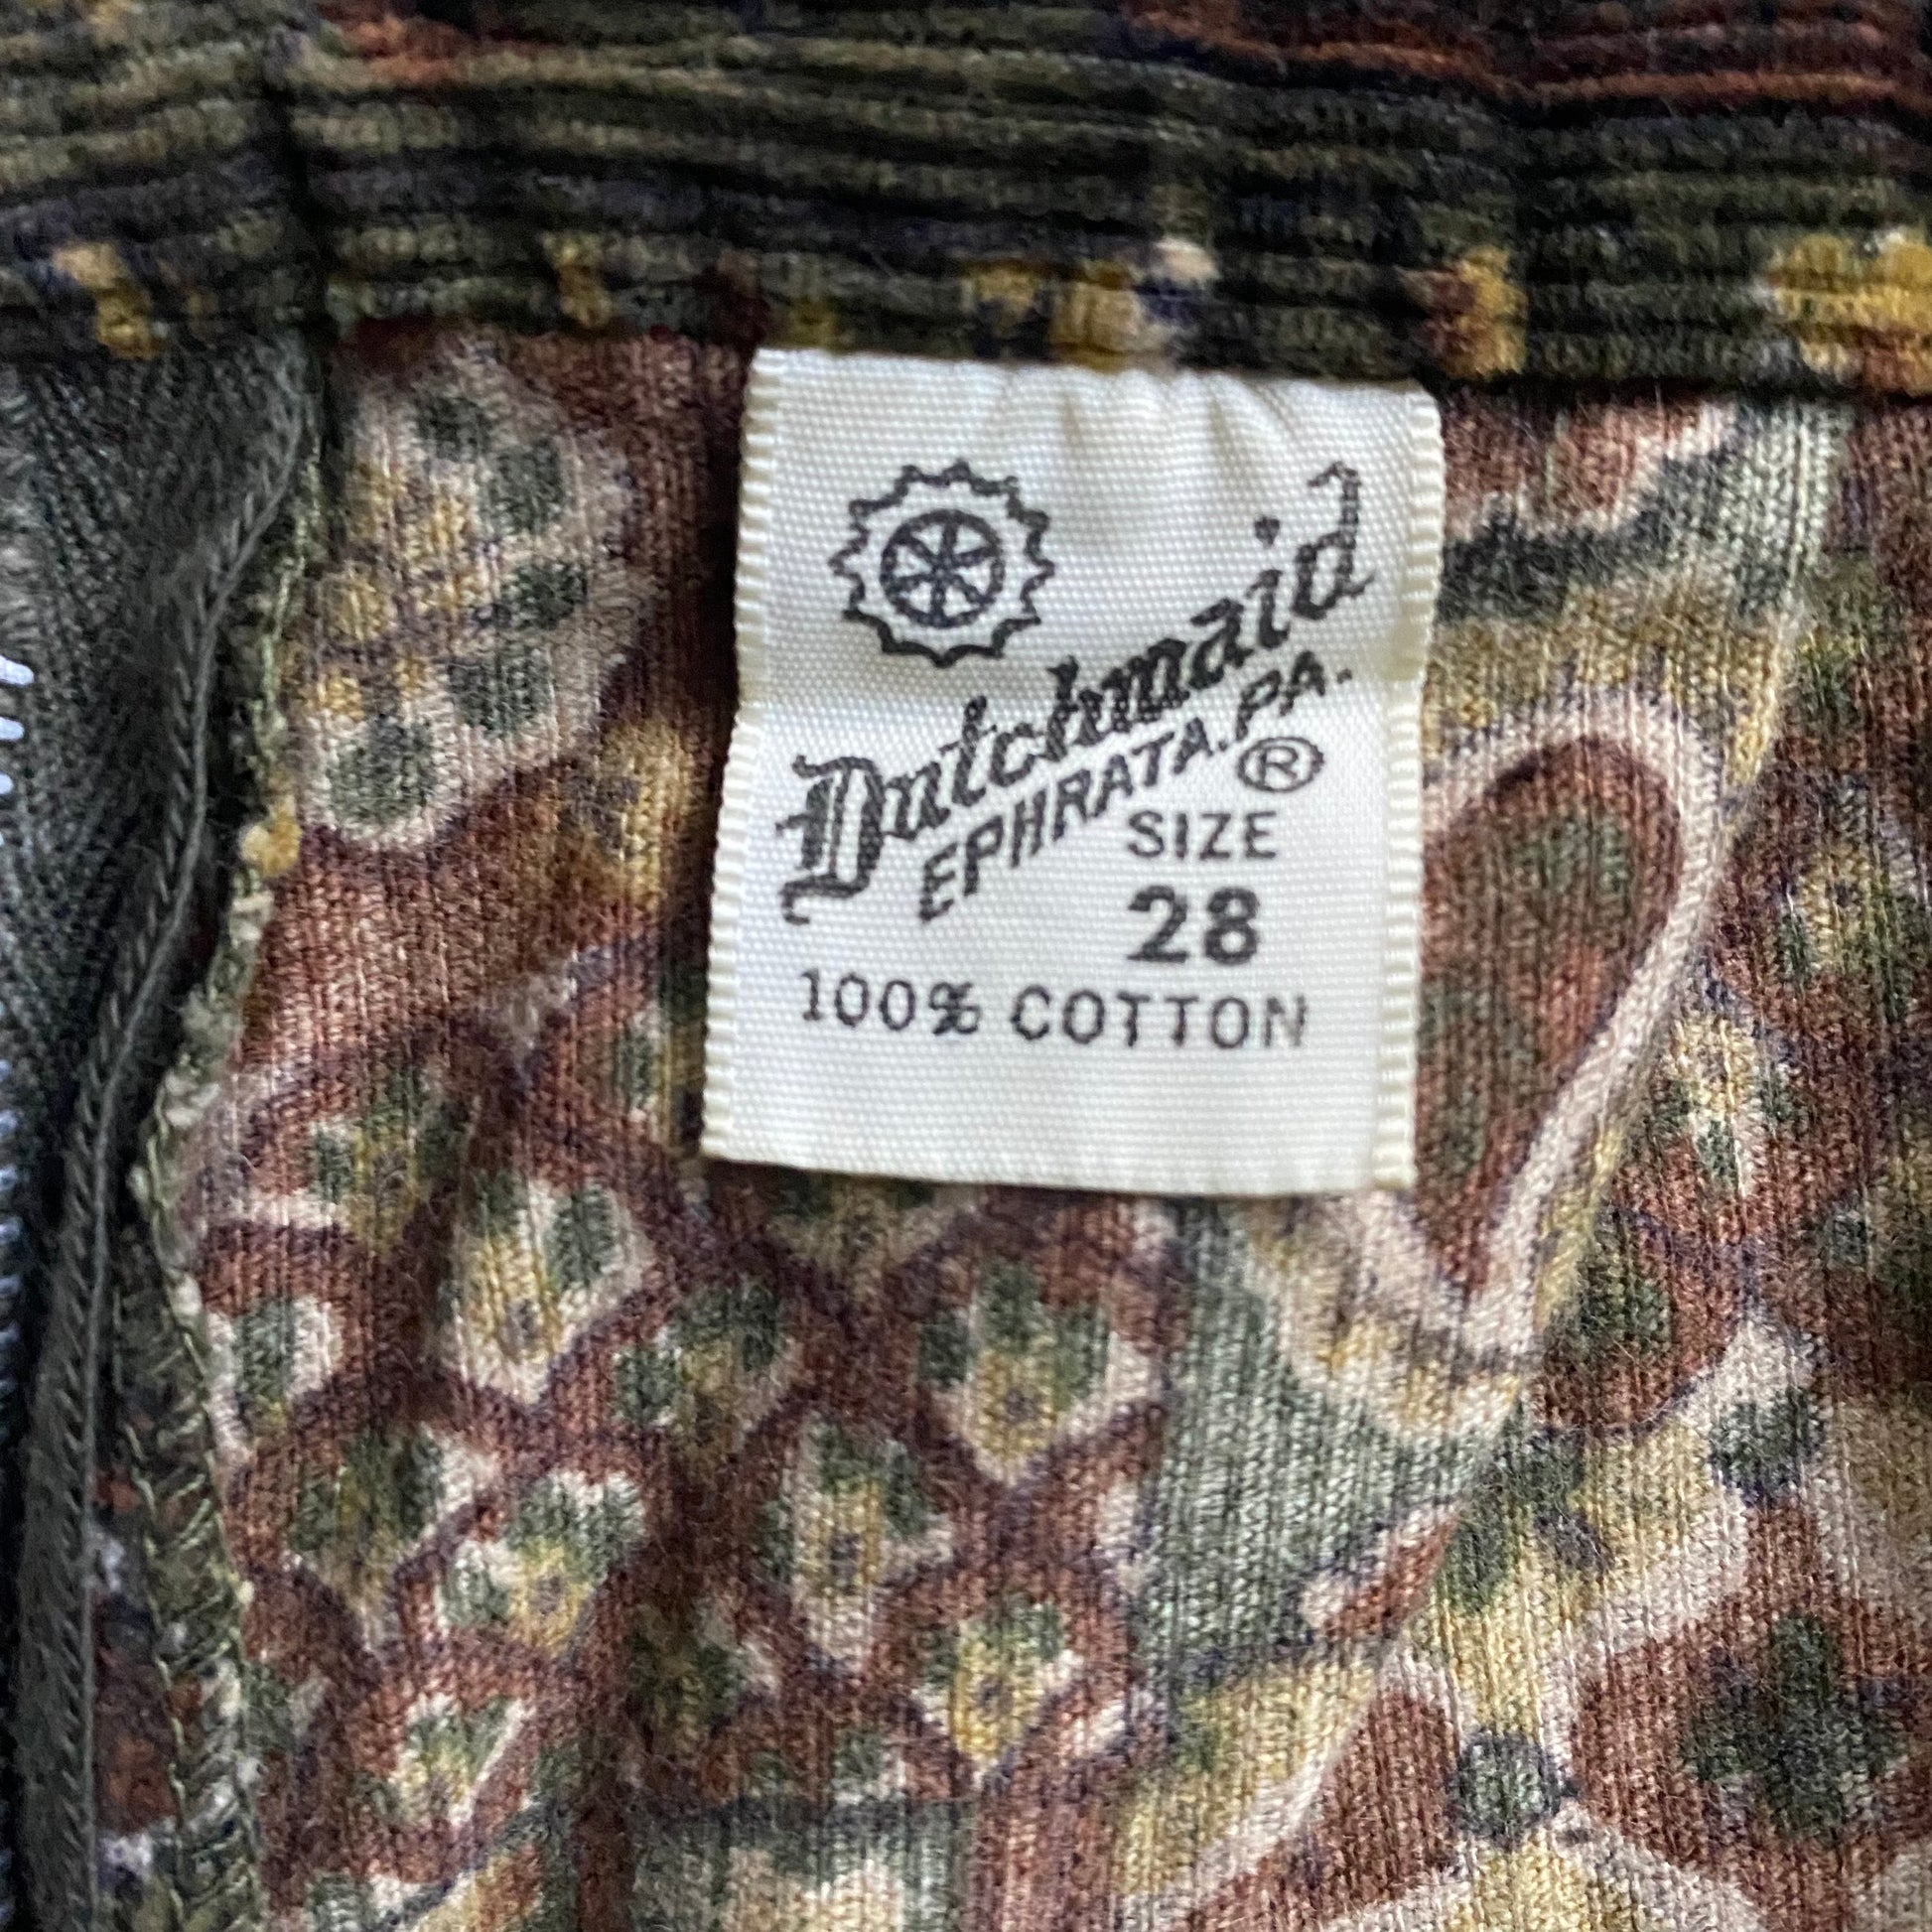 Dutchmaid
EPHRATA. PA.
®
SIZE
28
100% COTTON